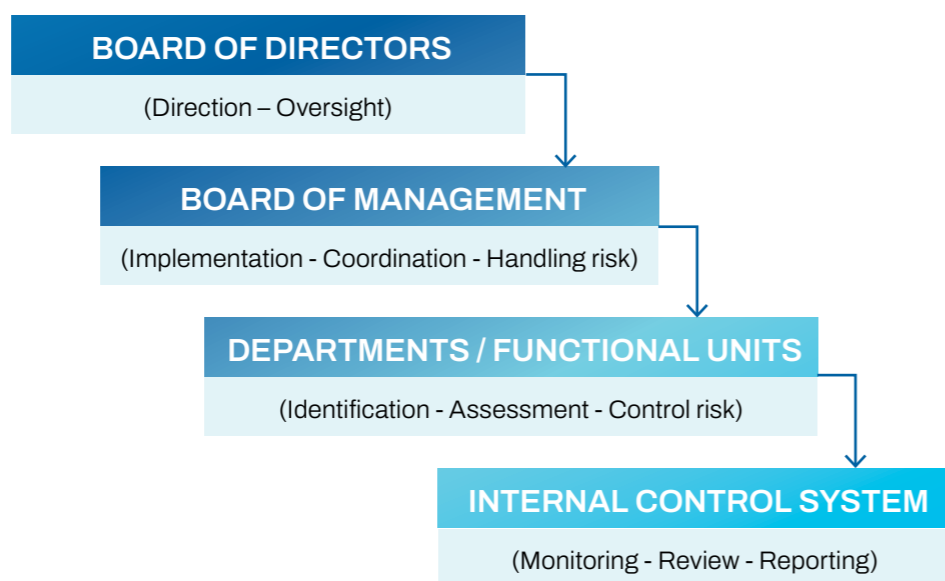 BOARD OF DIRECTORS
(Direction – Oversight)
BOARD OF MANAGEMENT
(Implementation - Coordination - Handling risk)
DEPARTMENTS / FUNCTIONAL UNITS
(Identification - Assessment - Control risk)
INTERNAL CONTROL SYSTEM
(Monitoring - Review - Reporting)